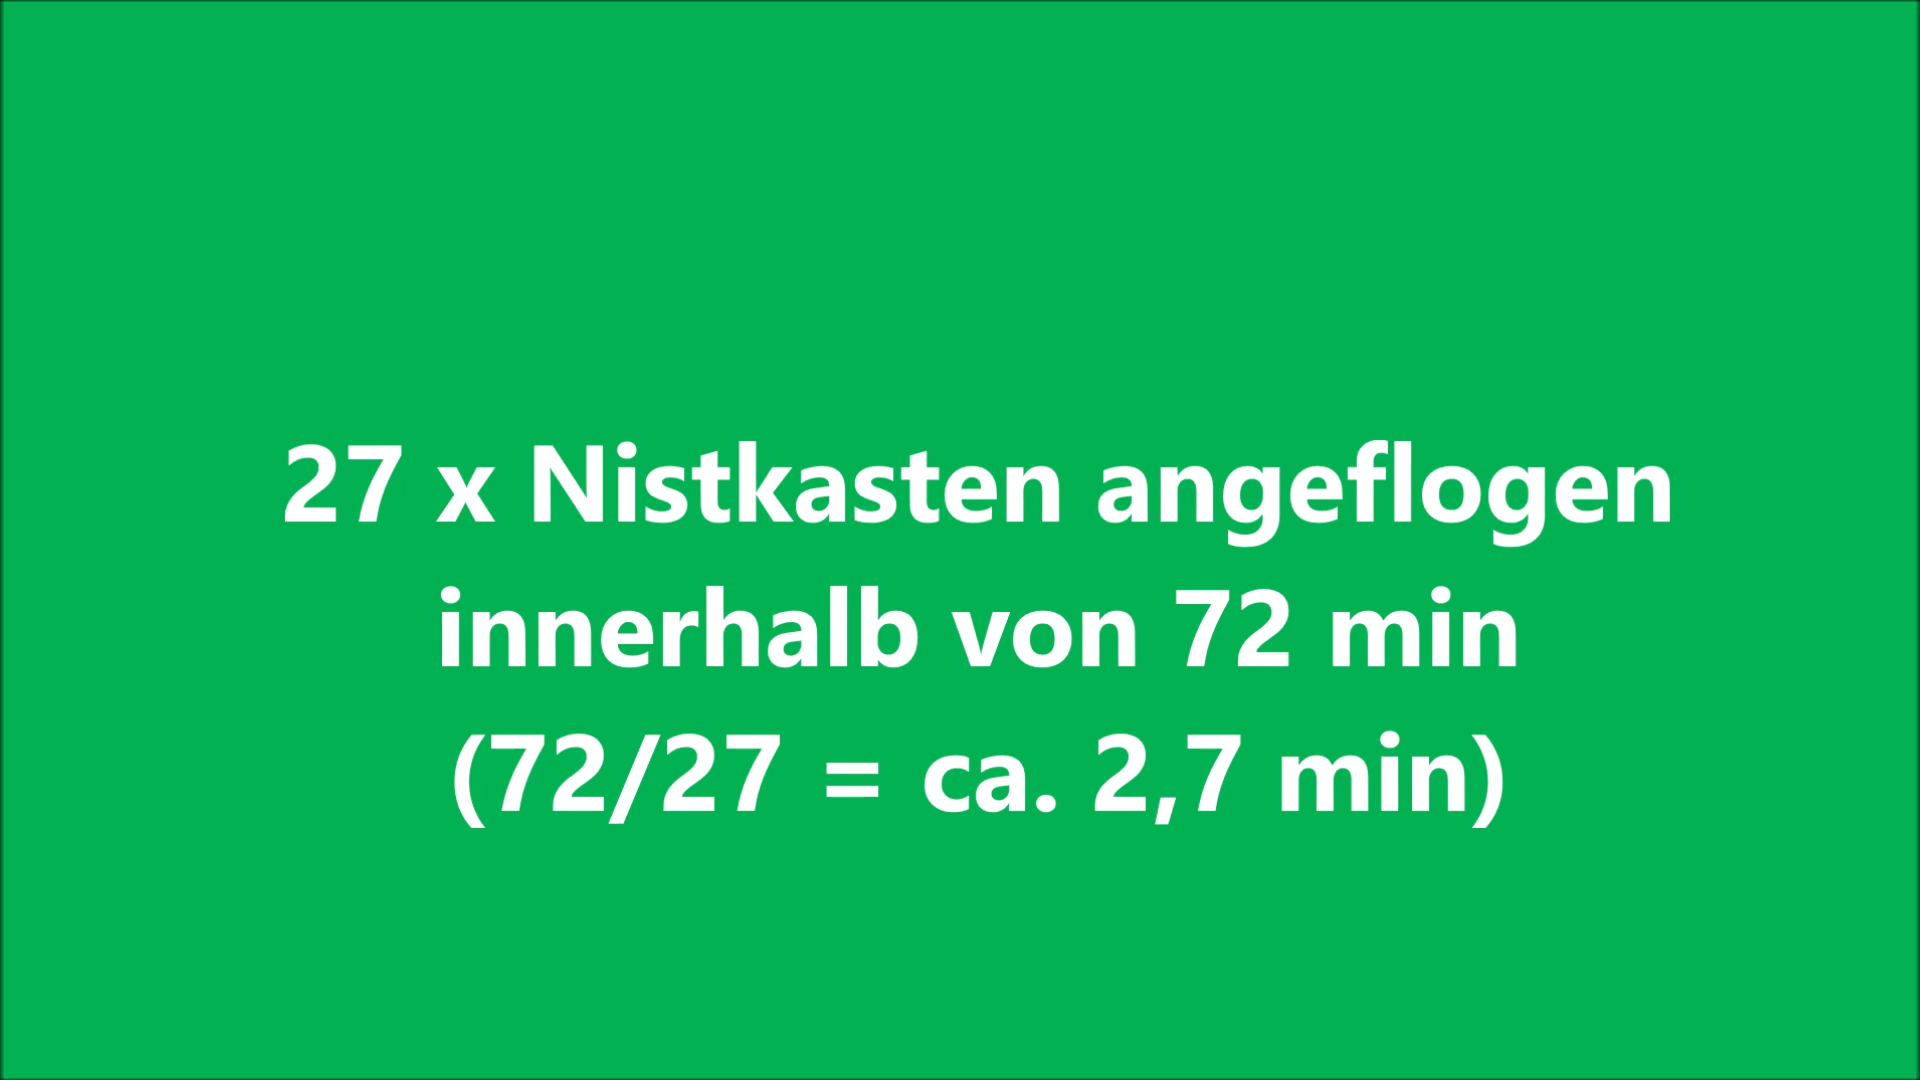 27 x Nistkasten angeflogen
innerhalb von 72 min
(72/27 = ca. 2,7 min)